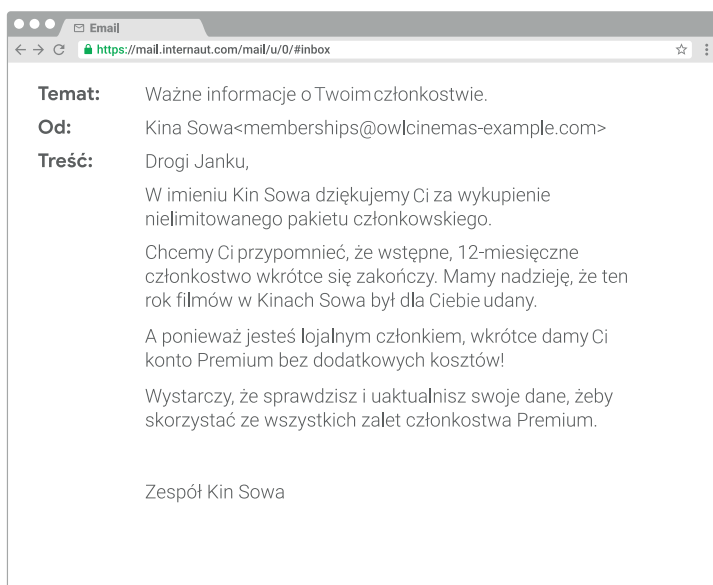 Email
https://mail.internaut.com/mail/u/0/#inbox
Temat: Ważne informacje o Twoim członkostwie.
Od: Kina Sowa<memberships@owlcinemas-example.com>
Treść: Drogi Janku,
W imieniu Kin Sowa dziękujemy Ci za wykupienie
nielimitowanego pakietu członkowskiego.
Chcemy Ci przypomnieć, że wstępne, 12-miesięczne
członkostwo wkrótce się zakończy. Mamy nadzieję, że ten
rok filmów w Kinach Sowa był dla Ciebie udany.
A ponieważ jesteś lojalnym członkiem, wkrótce damy Ci
konto Premium bez dodatkowych kosztów!
Wystarczy, że sprawdzisz i uaktualnisz swoje dane, żeby
skorzystać ze wszystkich zalet członkostwa Premium.
Zespół Kin Sowa